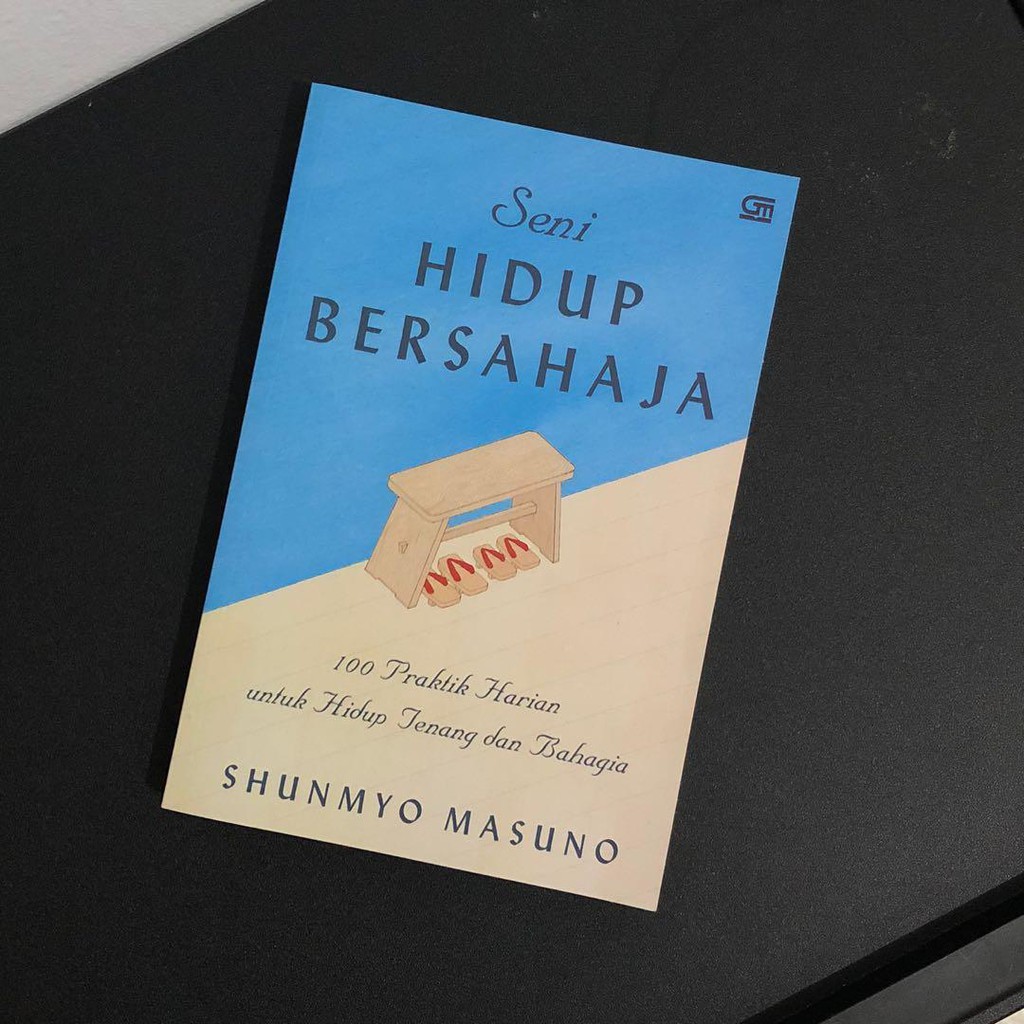 Seni
HIDUP
BERSAHAJA
100 Praktik Harian
untuk Hidup Tenang dan Bahagia
SHUNMYO MASUNO